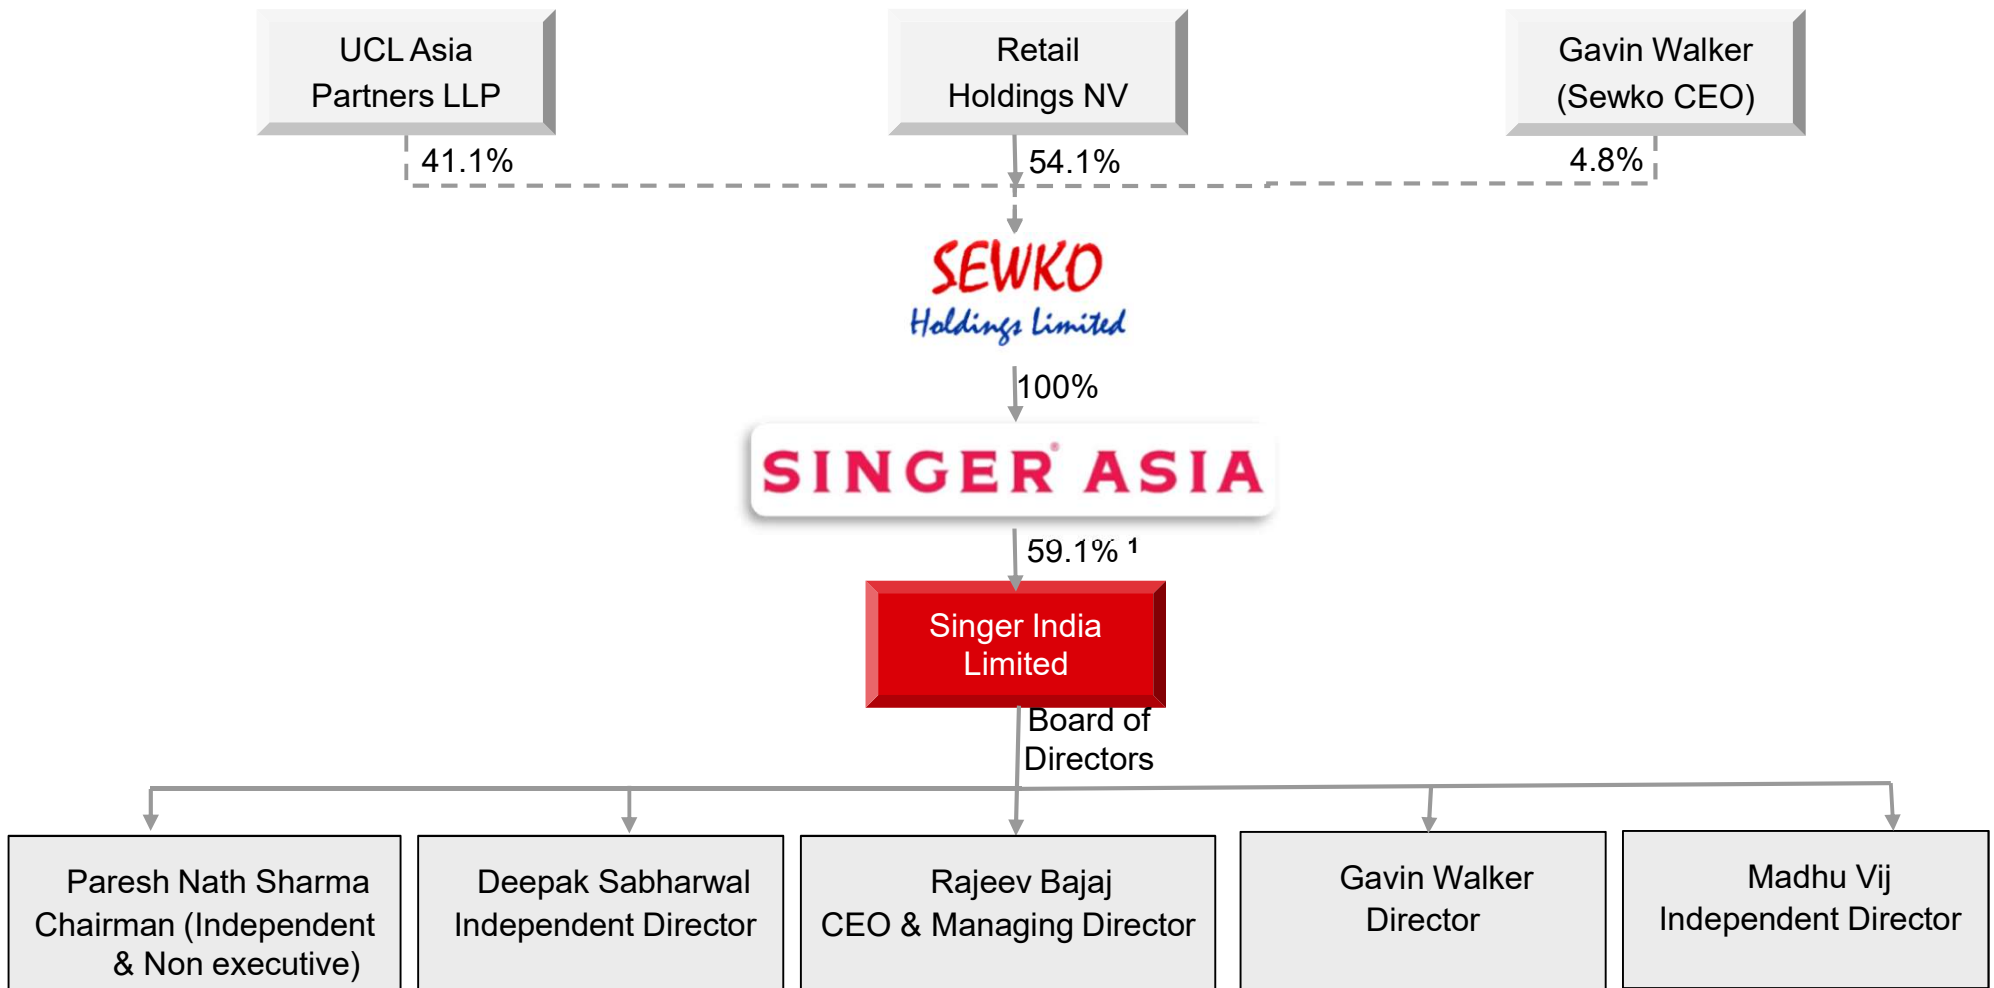 UCL Asia
Partners LLP
Retail
Holdings NV
Gavin Walker
(Sewko CEO)
41.1%
54.1%
4.8%
SEWKO
Holdings Limited
100%
SINGER® ASIA
59.1% ¹
Singer India
Limited
Board of
Directors
Paresh Nath Sharma
Chairman (Independent
& Non executive)
Deepak Sabharwal
Independent Director
Rajeev Bajaj
CEO & Managing Director
Gavin Walker
Director
Madhu Vij
Independent Director